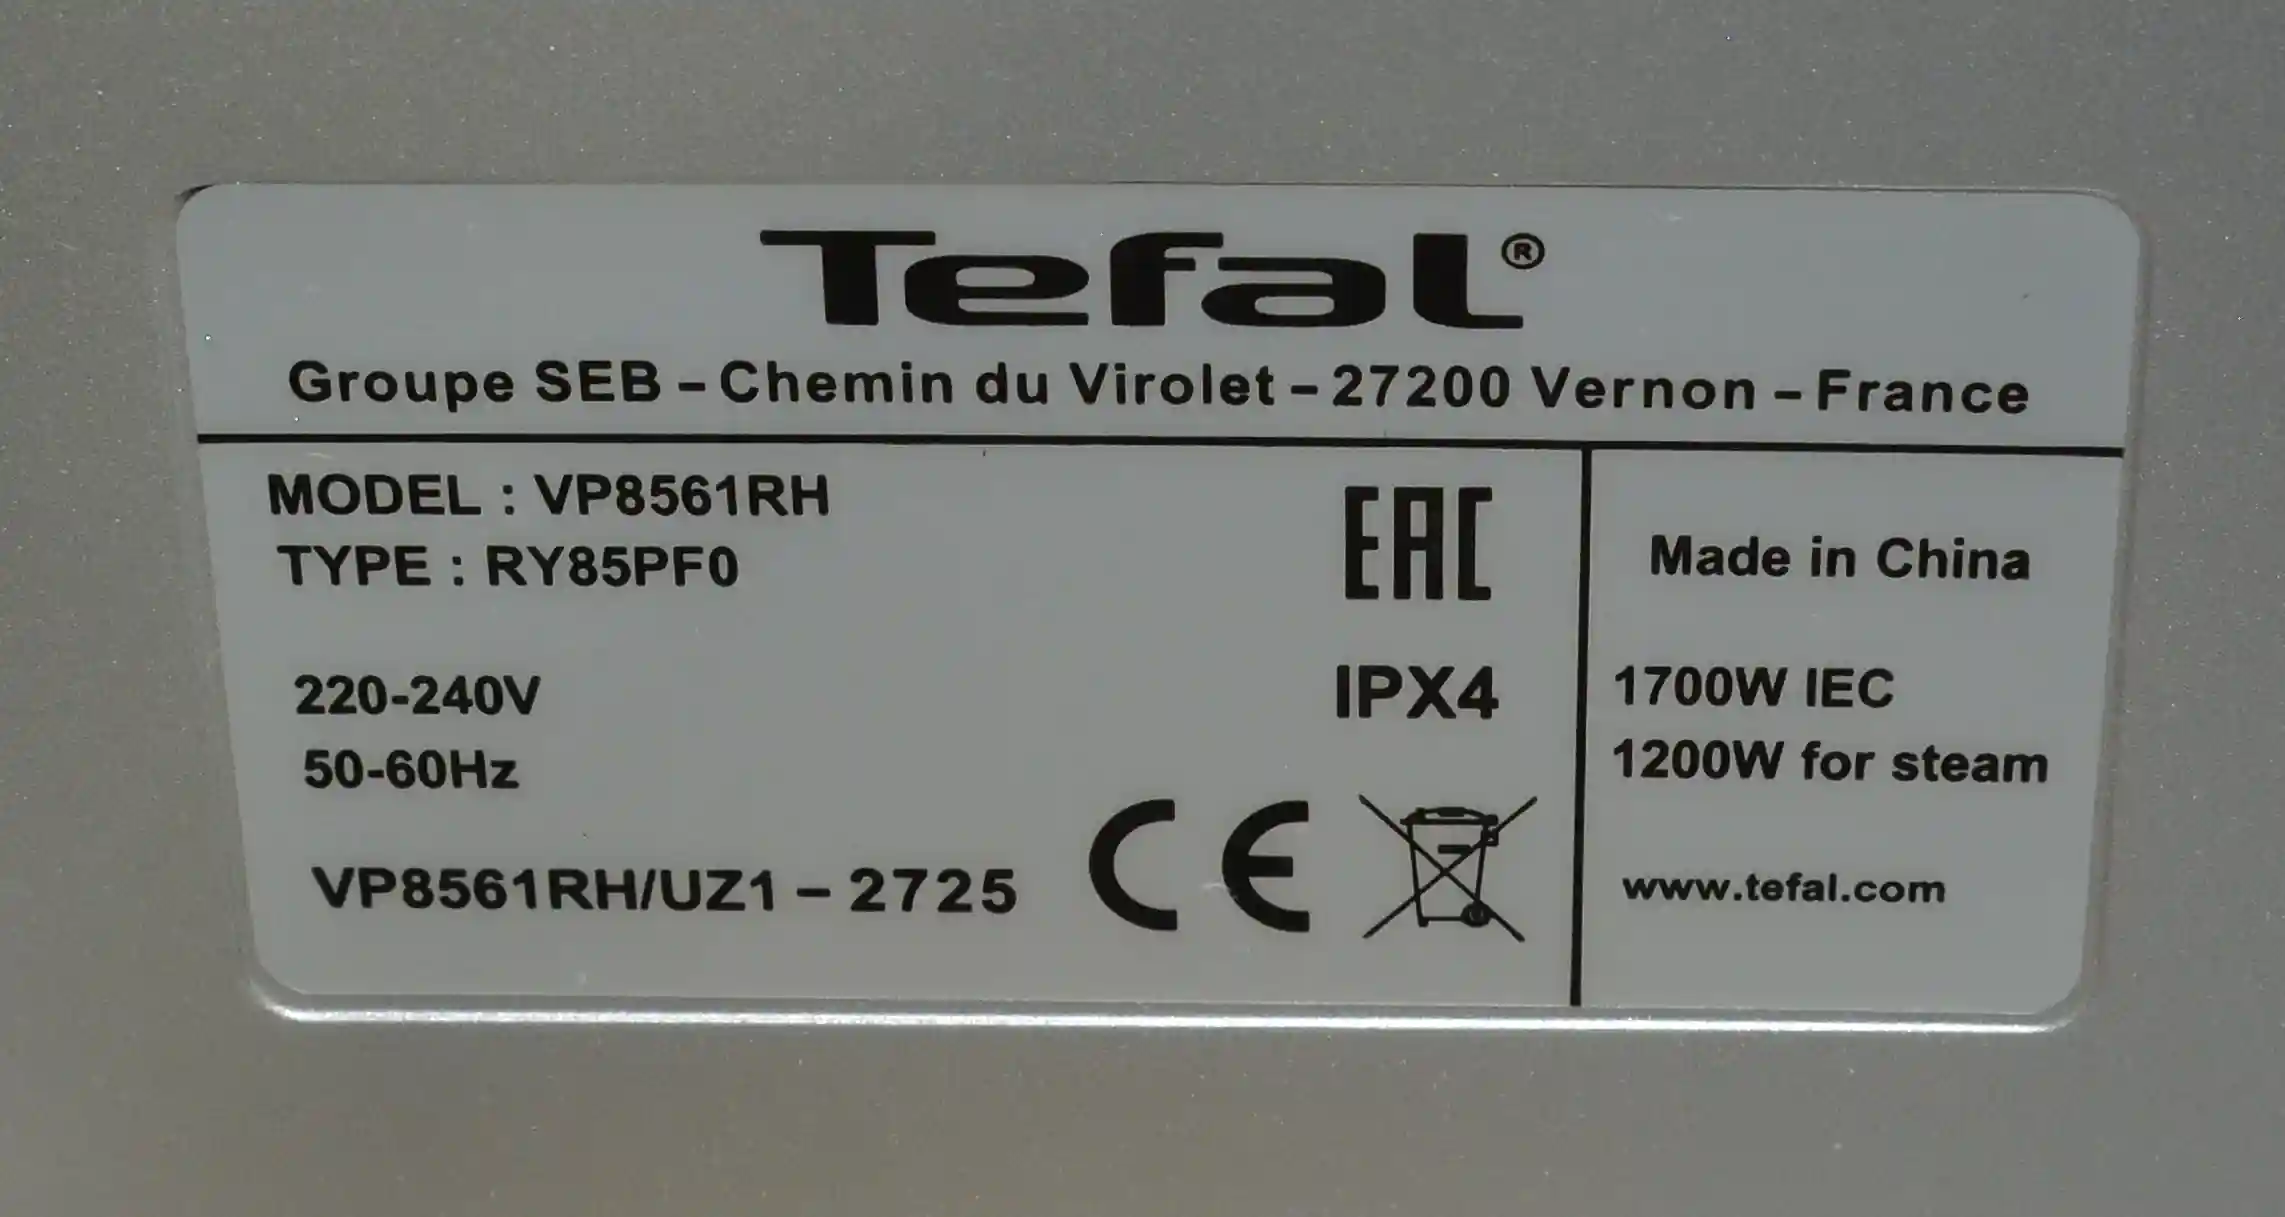 Tefal®
Groupe SEB – Chemin du Virolet – 27200 Vernon – France
MODEL : VP8561RH
TYPE : RY85PF0
EAC
Made in China
220-240V
50-60Hz
IPX4
1700W IEC
1200W for steam
VP8561RH/UZ1 – 2725
CE
www.tefal.com